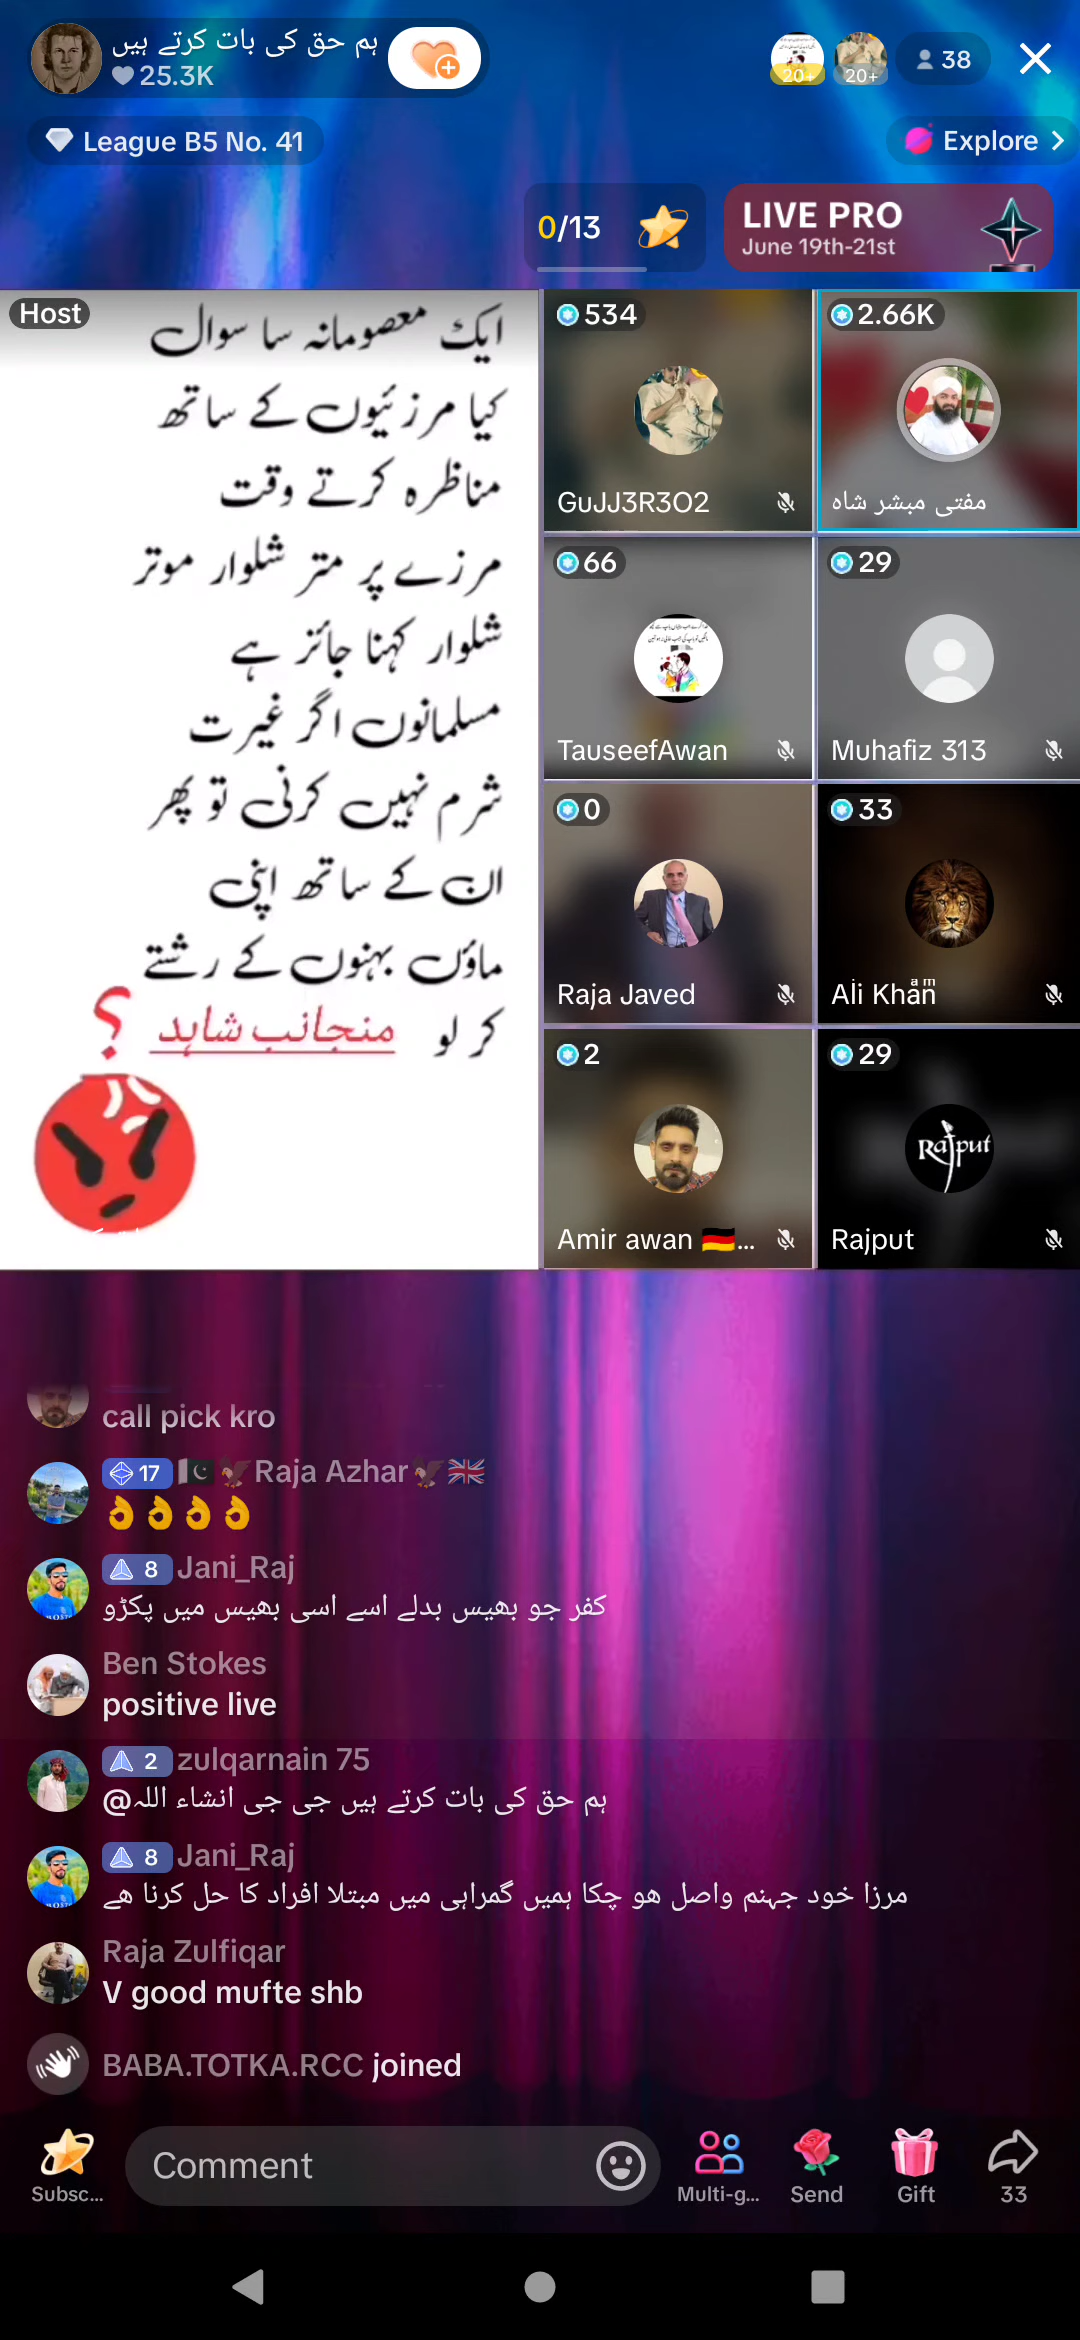 ہم حق کی بات کرتے ہیں
25.3K
20+
20+
38
League B5 No. 41
Explore
0/13
LIVE PRO
June 19th-21st
Host
ایک معصومانہ سا سوال
کیا مرزئیوں کے ساتھ
مناظرہ کرتے وقت
مرزے پر متر شلوار موتر
شلوار کہنا جائز ہے
مسلمانوں اگر غیرت
شرم نہیں کرنی تو پھر
ان کے ساتھ اپنی
ماؤں بہنوں کے رشتے
کر لو منجانب شاہد ؟
534
GuJJ3R3O2
2.66K
مفتی مبشر شاہ
66
TauseefAwan
29
Muhafiz 313
0
Raja Javed
33
Ali Khan
2
Amir awan 🇩🇪...
29
Rajput
Rajput
call pick kro
17 🇵🇰🦅Raja Azhar🦅🇬🇧
👌👌👌👌
8 Jani_Raj
کفر جو بھیس بدلے اسے اسی بھیس میں پکڑو
Ben Stokes
positive live
2 zulqarnain 75
@ہم حق کی بات کرتے ہیں جی جی انشاء اللہ
8 Jani_Raj
مرزا خود جہنم واصل ھو چکا ہمیں گمراہی میں مبتلا افراد کا حل کرنا ھے
Raja Zulfiqar
V good mufte shb
BABA.TOTKA.RCC joined
Comment
Subsc...
Multi-g...
Send
Gift
33